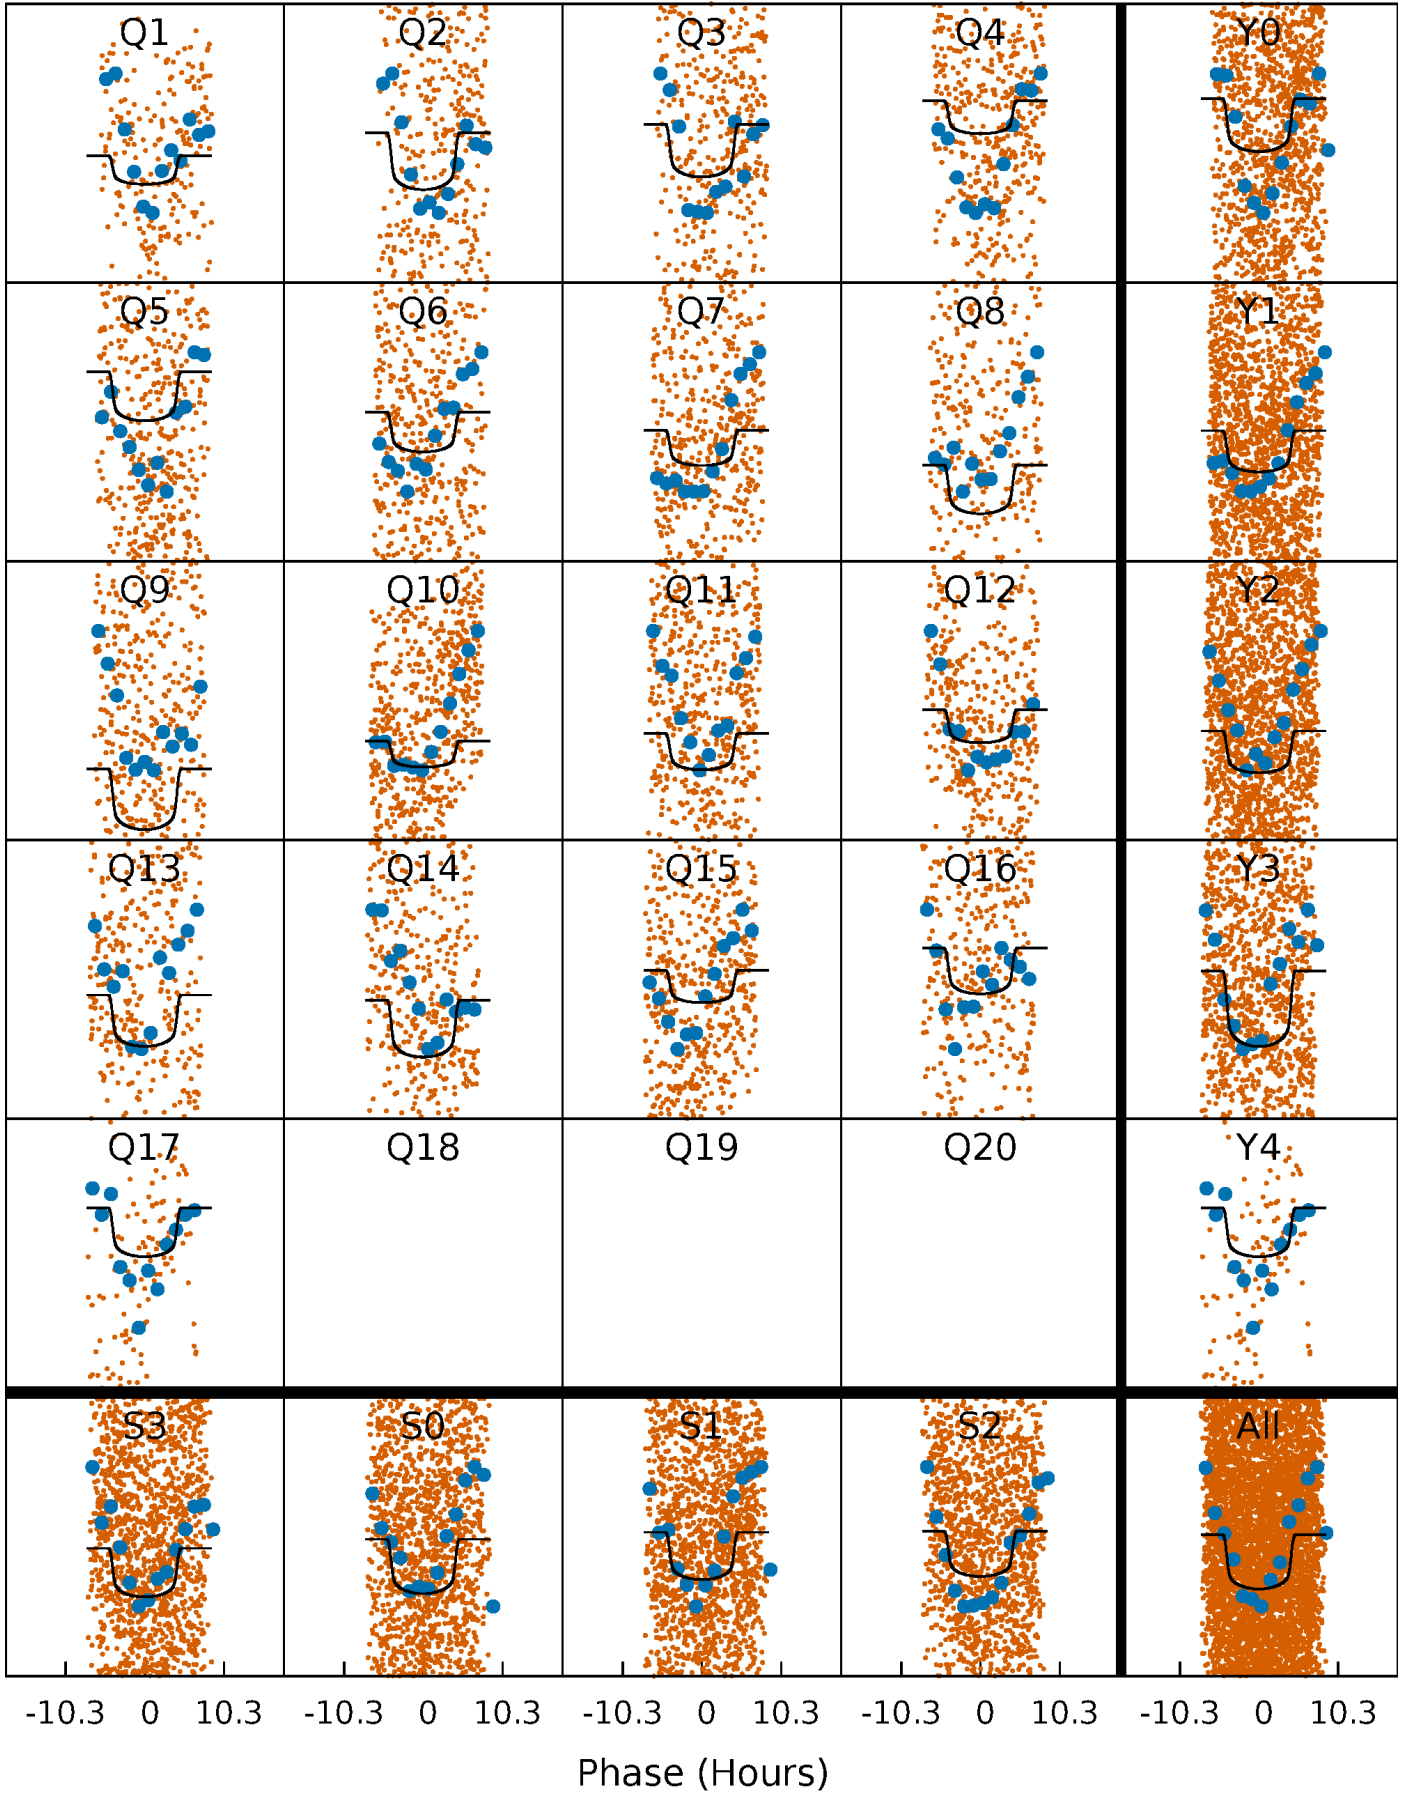 Q1 Q2 Q3 Q4 Y0
Q5 Q6 Q7 Q8 Y1
Q9 Q10 Q11 Q12 Y2
Q13 Q14 Q15 Q16 Y3
Q17 Q18 Q19 Q20 Y4
S3 S0 S1 S2 All
-10.3 0 10.3 -10.3 0 10.3 -10.3 0 10.3 -10.3 0 10.3 -10.3 0 10.3
Phase (Hours)